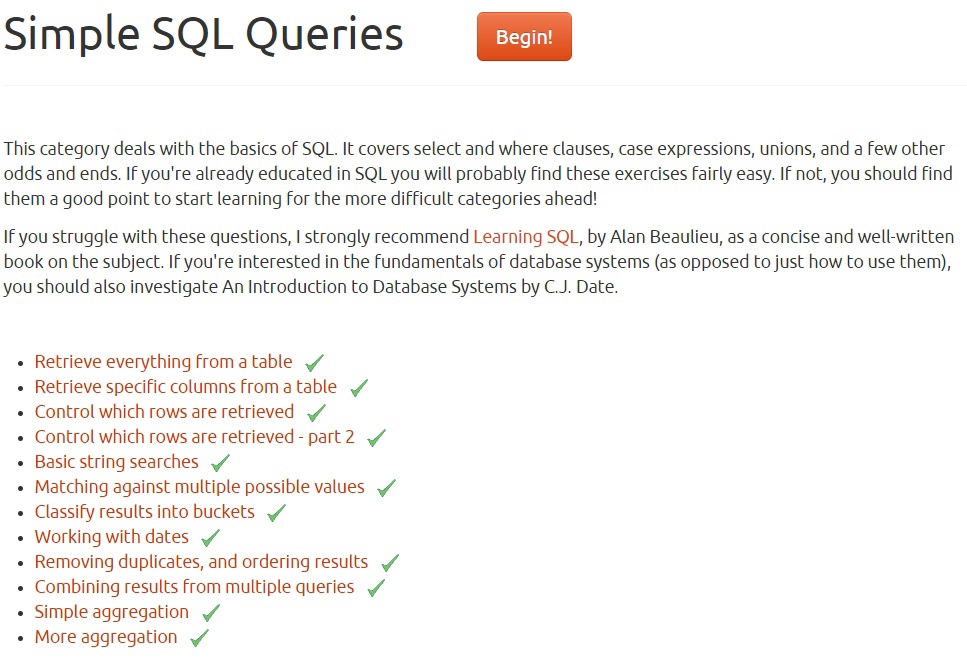 Simple SQL Queries
Begin!
This category deals with the basics of SQL. It covers select and where clauses, case expressions, unions, and a few other
odds and ends. If you're already educated in SQL you will probably find these exercises fairly easy. If not, you should find
them a good point to start learning for the more difficult categories ahead!
If you struggle with these questions, I strongly recommend Learning SQL, by Alan Beaulieu, as a concise and well-written
book on the subject. If you're interested in the fundamentals of database systems (as opposed to just how to use them),
you should also investigate An Introduction to Database Systems by C.J. Date.
Retrieve everything from a table
Retrieve specific columns from a table
Control which rows are retrieved
Control which rows are retrieved - part 2
Basic string searches
Matching against multiple possible values
Classify results into buckets
Working with dates
Removing duplicates, and ordering results
Combining results from multiple queries
Simple aggregation
More aggregation